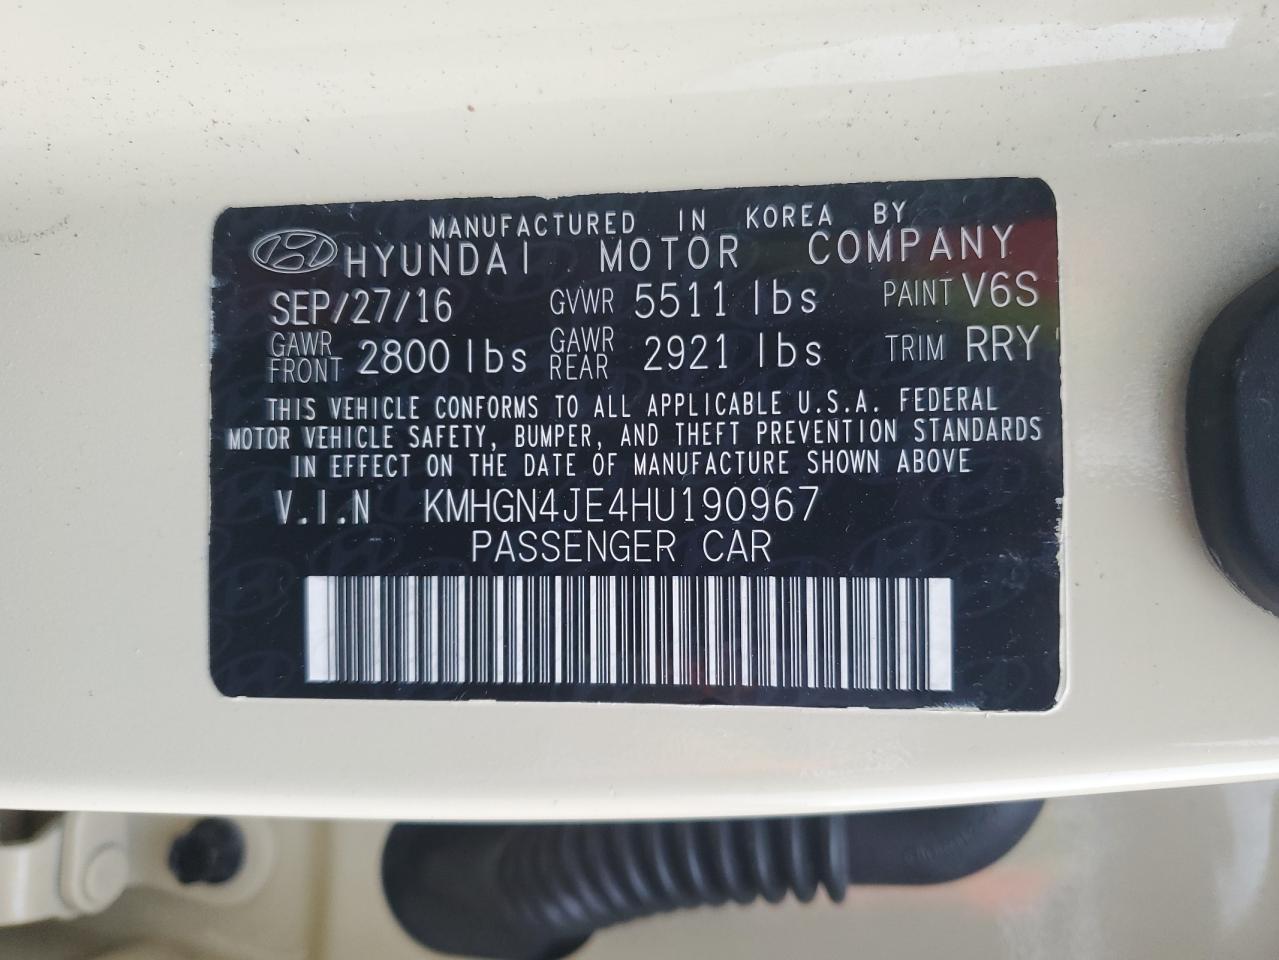 MANUFACTURED IN KOREA BY
HYUNDAI MOTOR COMPANY
SEP/27/16 GVWR 5511 lbs PAINT V6S
GAWR FRONT 2800 lbs GAWR REAR 2921 lbs TRIM RRY
THIS VEHICLE CONFORMS TO ALL APPLICABLE U.S.A. FEDERAL
MOTOR VEHICLE SAFETY, BUMPER, AND THEFT PREVENTION STANDARDS
IN EFFECT ON THE DATE OF MANUFACTURE SHOWN ABOVE
V.I.N KMHGN4JE4HU190967
PASSENGER CAR